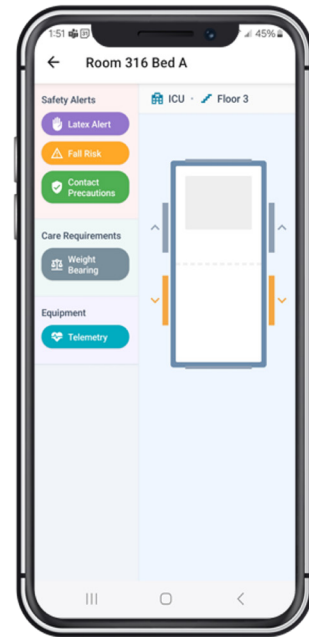 1:51
45%
Room 316 Bed A
Safety Alerts
ICU · Floor 3
Latex Alert
Fall Risk
Contact
Precautions
Care Requirements
Weight
Bearing
Equipment
Telemetry